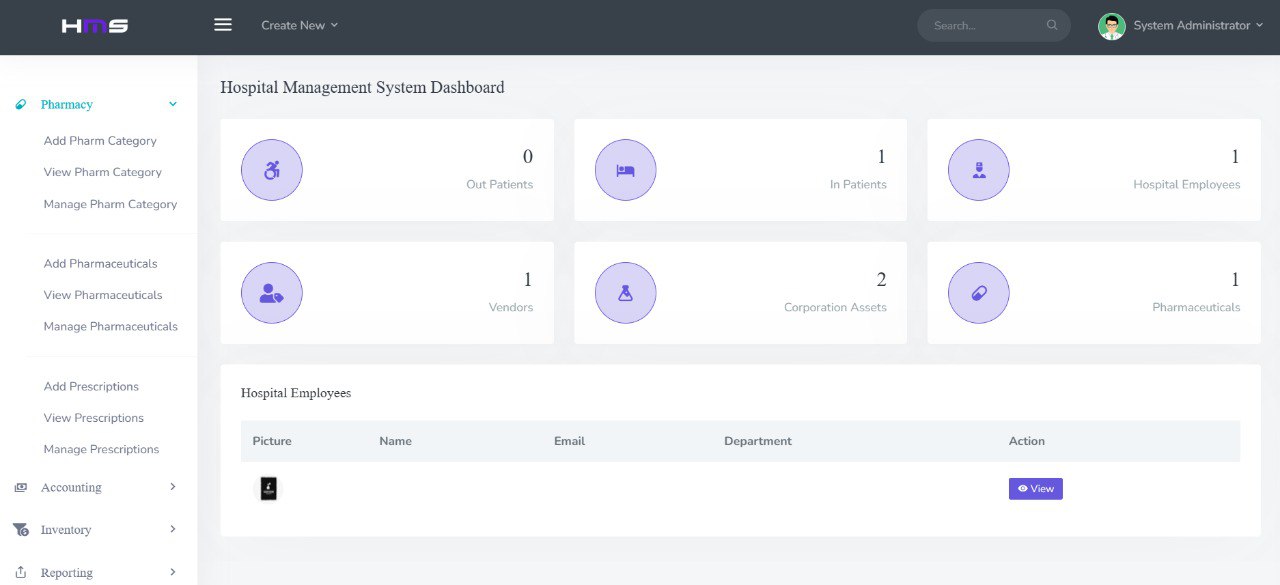 HMS
Create New
Search...
System Administrator
Pharmacy
Add Pharm Category
View Pharm Category
Manage Pharm Category
Add Pharmaceuticals
View Pharmaceuticals
Manage Pharmaceuticals
Add Prescriptions
View Prescriptions
Manage Prescriptions
Accounting
Inventory
Reporting
Hospital Management System Dashboard
0
Out Patients
1
In Patients
1
Hospital Employees
1
Vendors
2
Corporation Assets
1
Pharmaceuticals
Hospital Employees
Picture Name Email Department Action
View